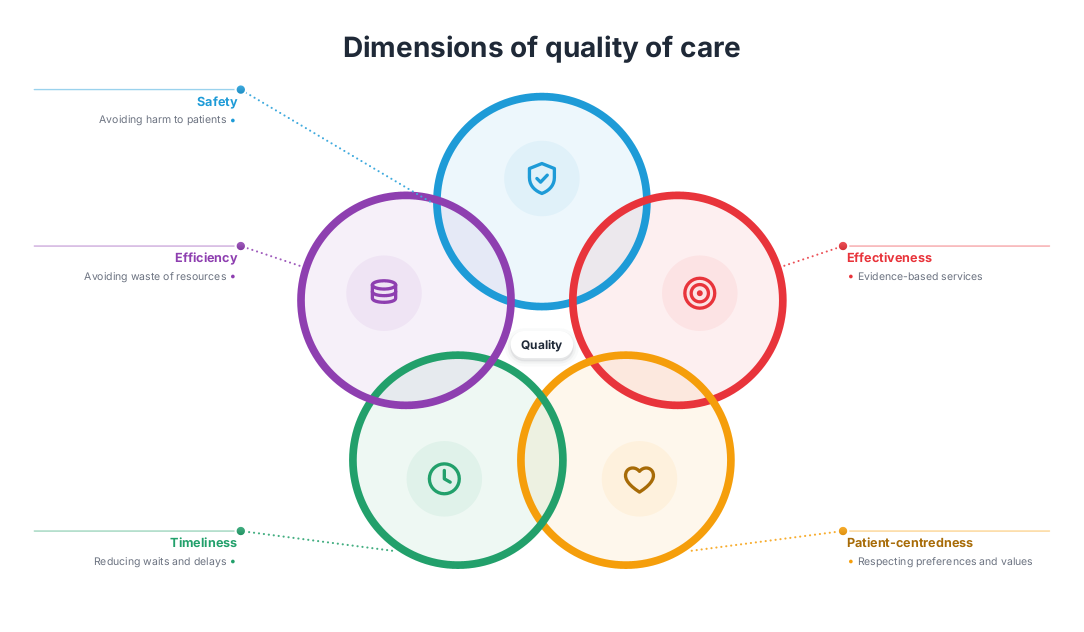 Dimensions of quality of care
Safety
Avoiding harm to patients
Efficiency
Avoiding waste of resources
Effectiveness
Evidence-based services
Quality
Timeliness
Reducing waits and delays
Patient-centredness
Respecting preferences and values